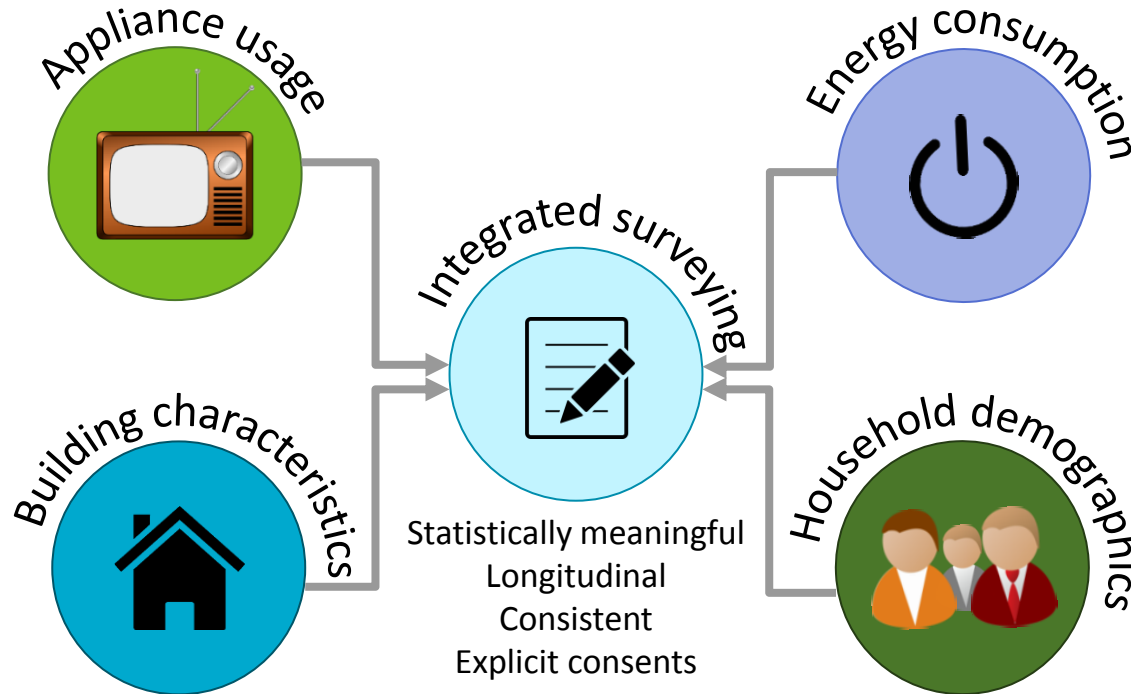 Appliance usage
Energy consumption
Integrated surveying
Building characteristics
Household demographics
Statistically meaningful
Longitudinal
Consistent
Explicit consents